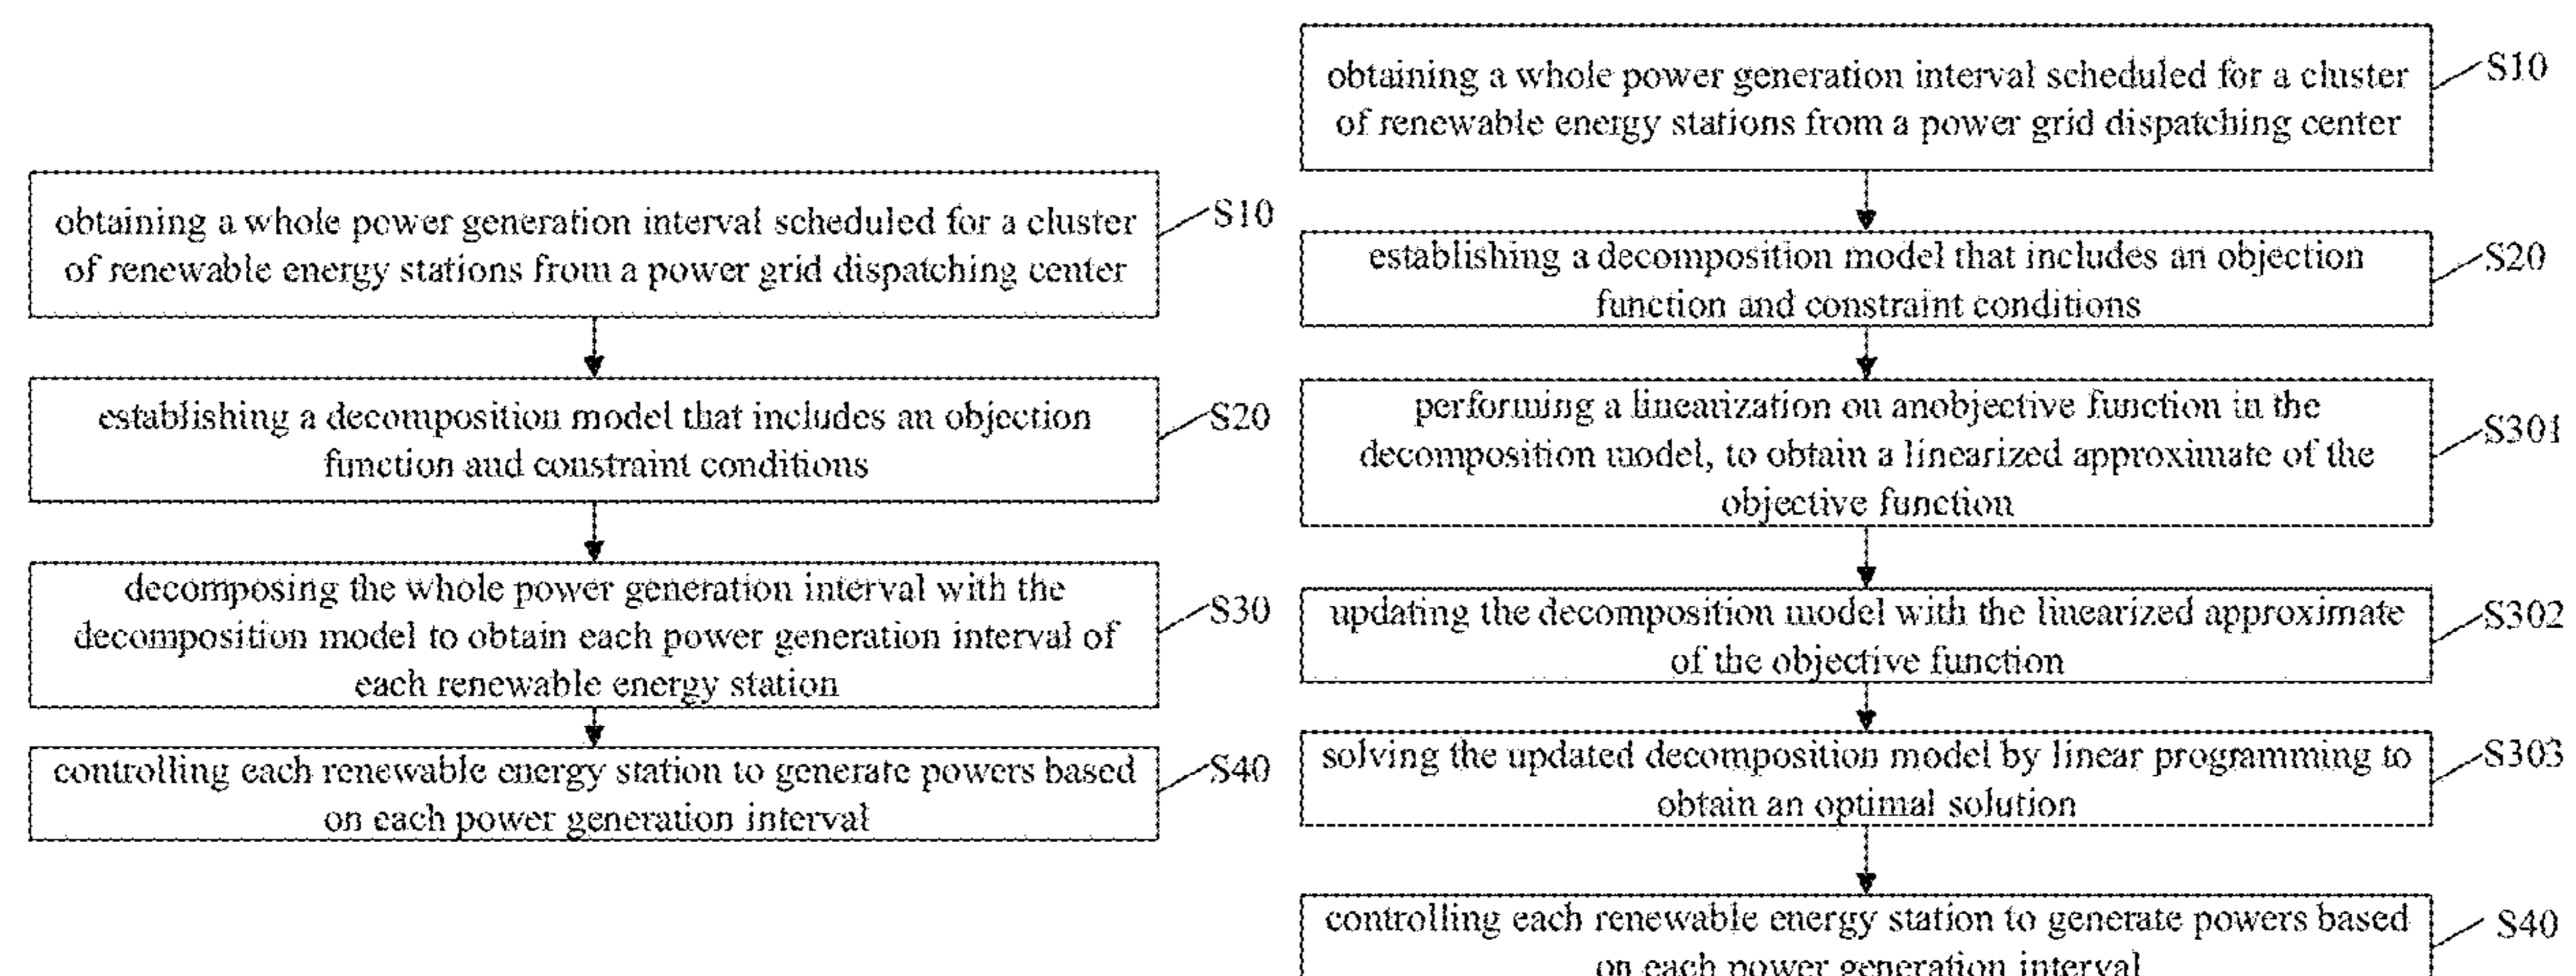 obtaining a whole power generation interval scheduled for a cluster
of renewable energy stations from a power grid dispatching center
S10
establishing a decomposition model that includes an objection
function and constraint conditions
S20
decomposing the whole power generation interval with the
decomposition model to obtain each power generation interval of
each renewable energy station
S30
controlling each renewable energy station to generate powers based
on each power generation interval
S40
obtaining a whole power generation interval scheduled for a cluster
of renewable energy stations from a power grid dispatching center
S10
establishing a decomposition model that includes an objection
function and constraint conditions
S20
performing a linearization on anobjective function in the
decomposition model, to obtain a linearized approximate of the
objective function
S301
updating the decomposition model with the linearized approximate
of the objective function
S302
solving the updated decomposition model by linear programming to
obtain an optimal solution
S303
controlling each renewable energy station to generate powers based
on each power generation interval
S40